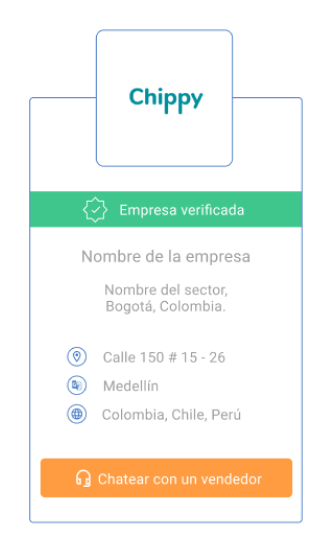 Chippy
Empresa verificada
Nombre de la empresa
Nombre del sector,
Bogotá, Colombia.
Calle 150 # 15 - 26
Medellín
Colombia, Chile, Perú
Chatear con un vendedor